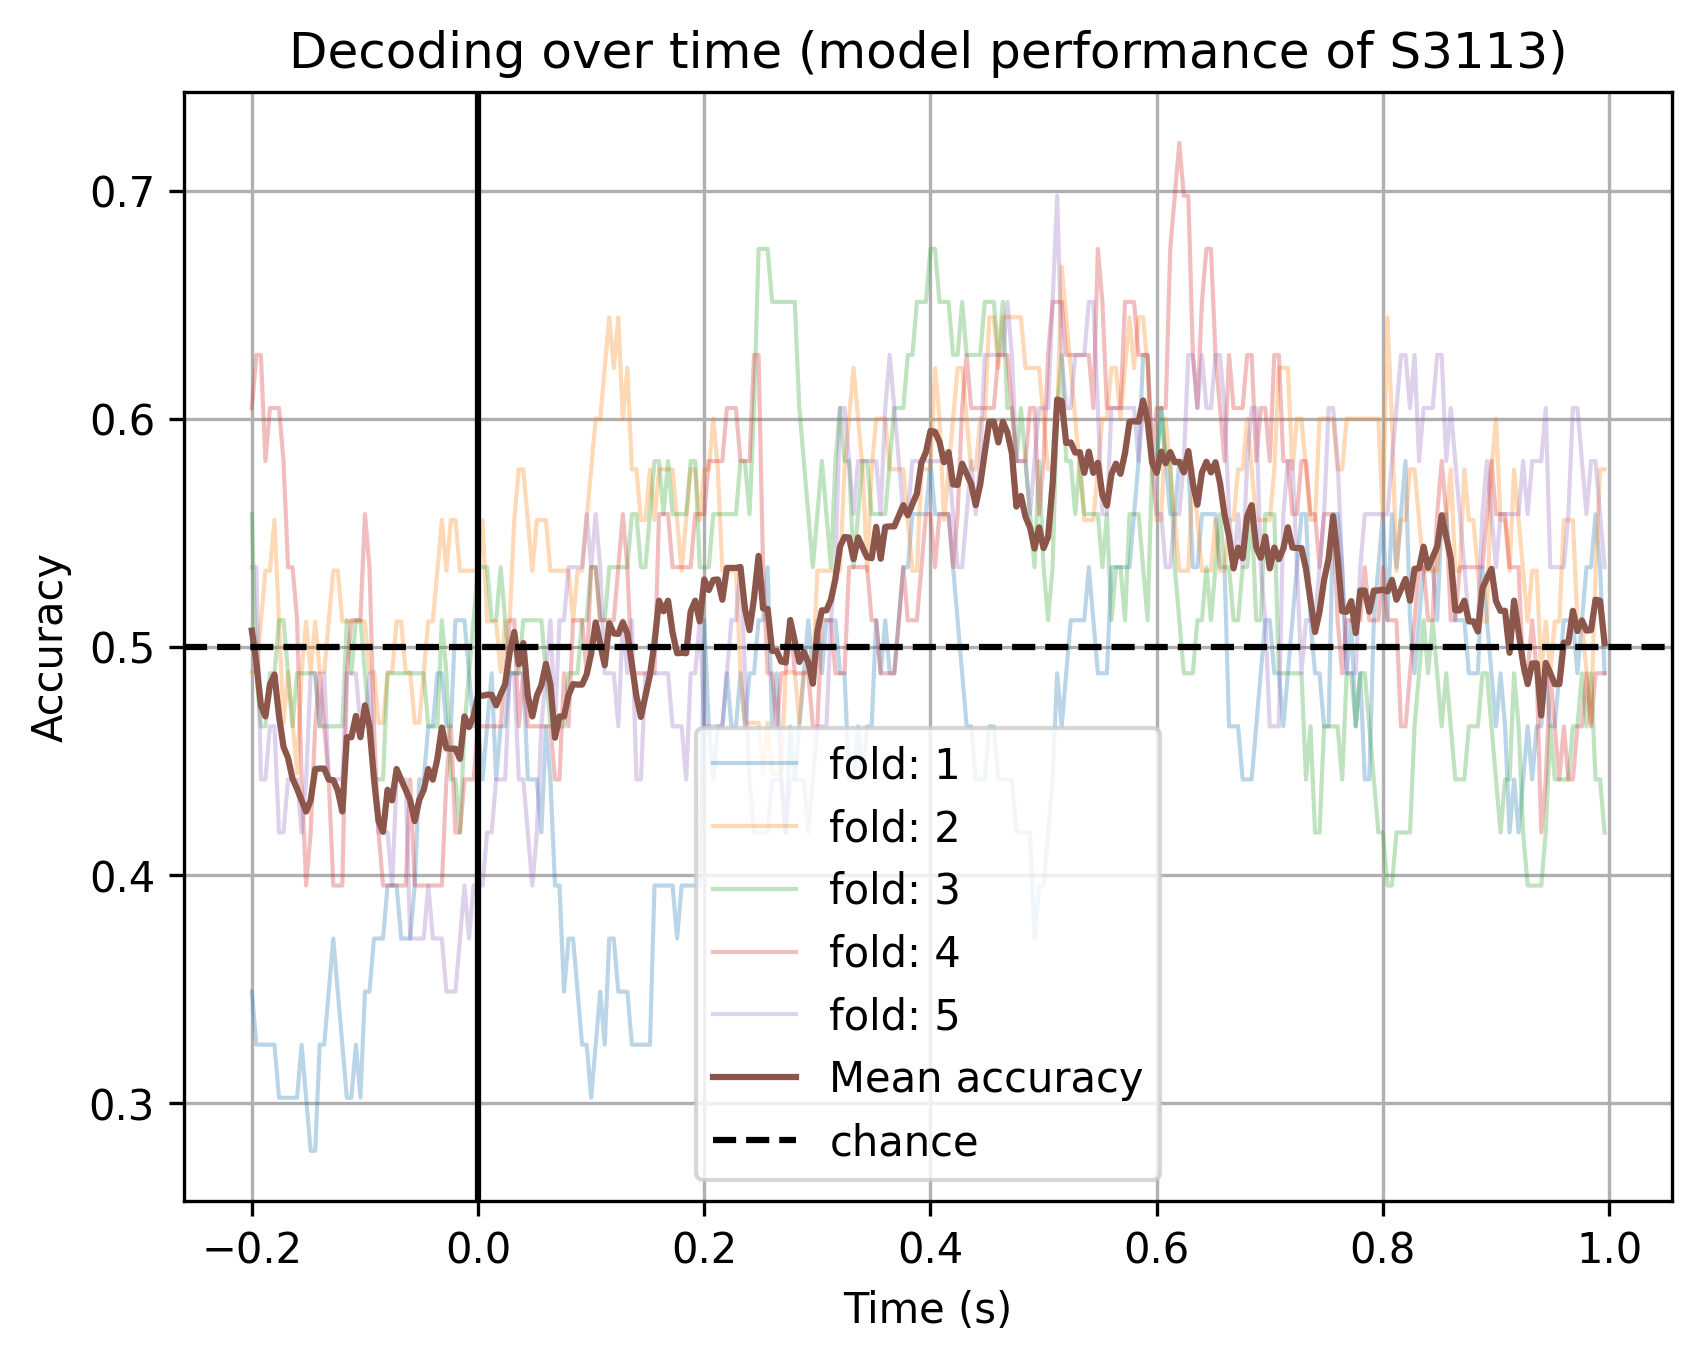 Decoding over time (model performance of S3113)
Accuracy
0.7
0.6
0.5
0.4
0.3
−0.2
0.0
0.2
0.4
0.6
0.8
1.0
Time (s)
fold: 1
fold: 2
fold: 3
fold: 4
fold: 5
Mean accuracy
chance